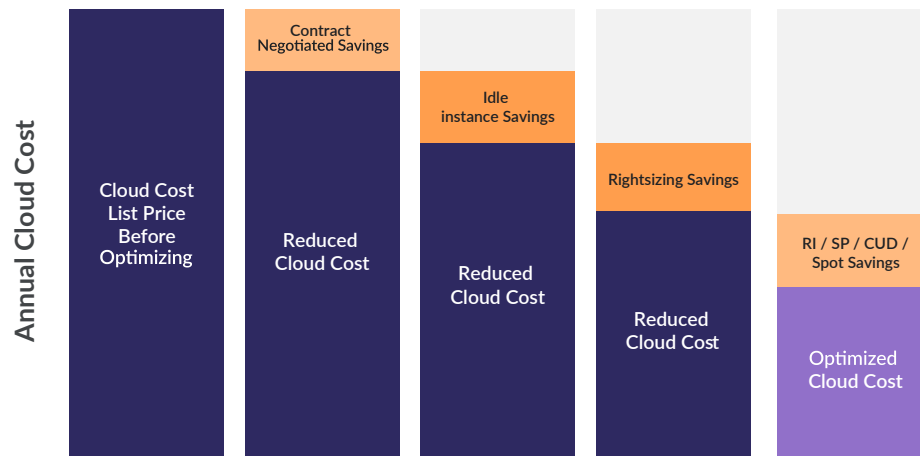 Annual Cloud Cost
Cloud Cost
List Price
Before
Optimizing
Contract
Negotiated Savings
Reduced
Cloud Cost
Idle
instance Savings
Reduced
Cloud Cost
Rightsizing Savings
Reduced
Cloud Cost
RI / SP / CUD /
Spot Savings
Optimized
Cloud Cost